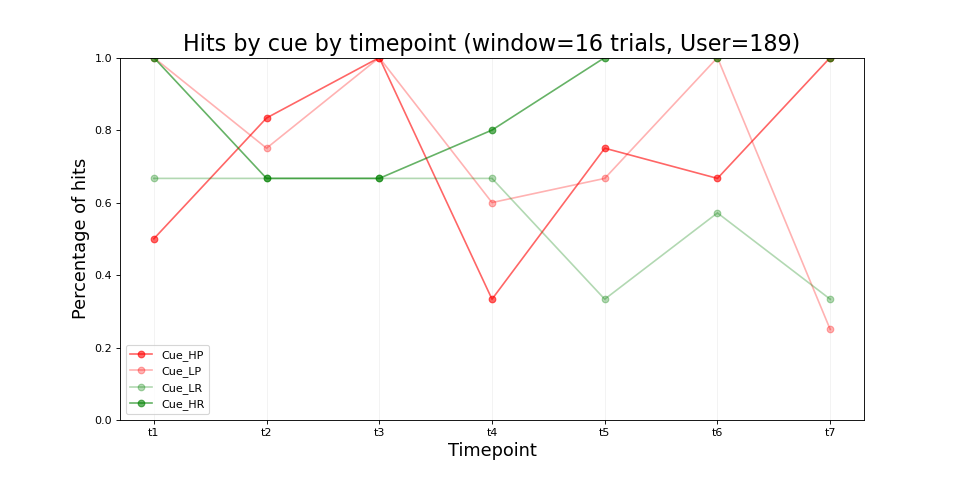 Hits by cue by timepoint (window=16 trials, User=189)
Percentage of hits
1.0
0.8
0.6
0.4
0.2
0.0
Cue_HP
Cue_LP
Cue_LR
Cue_HR
t1 t2 t3 t4 t5 t6 t7
Timepoint